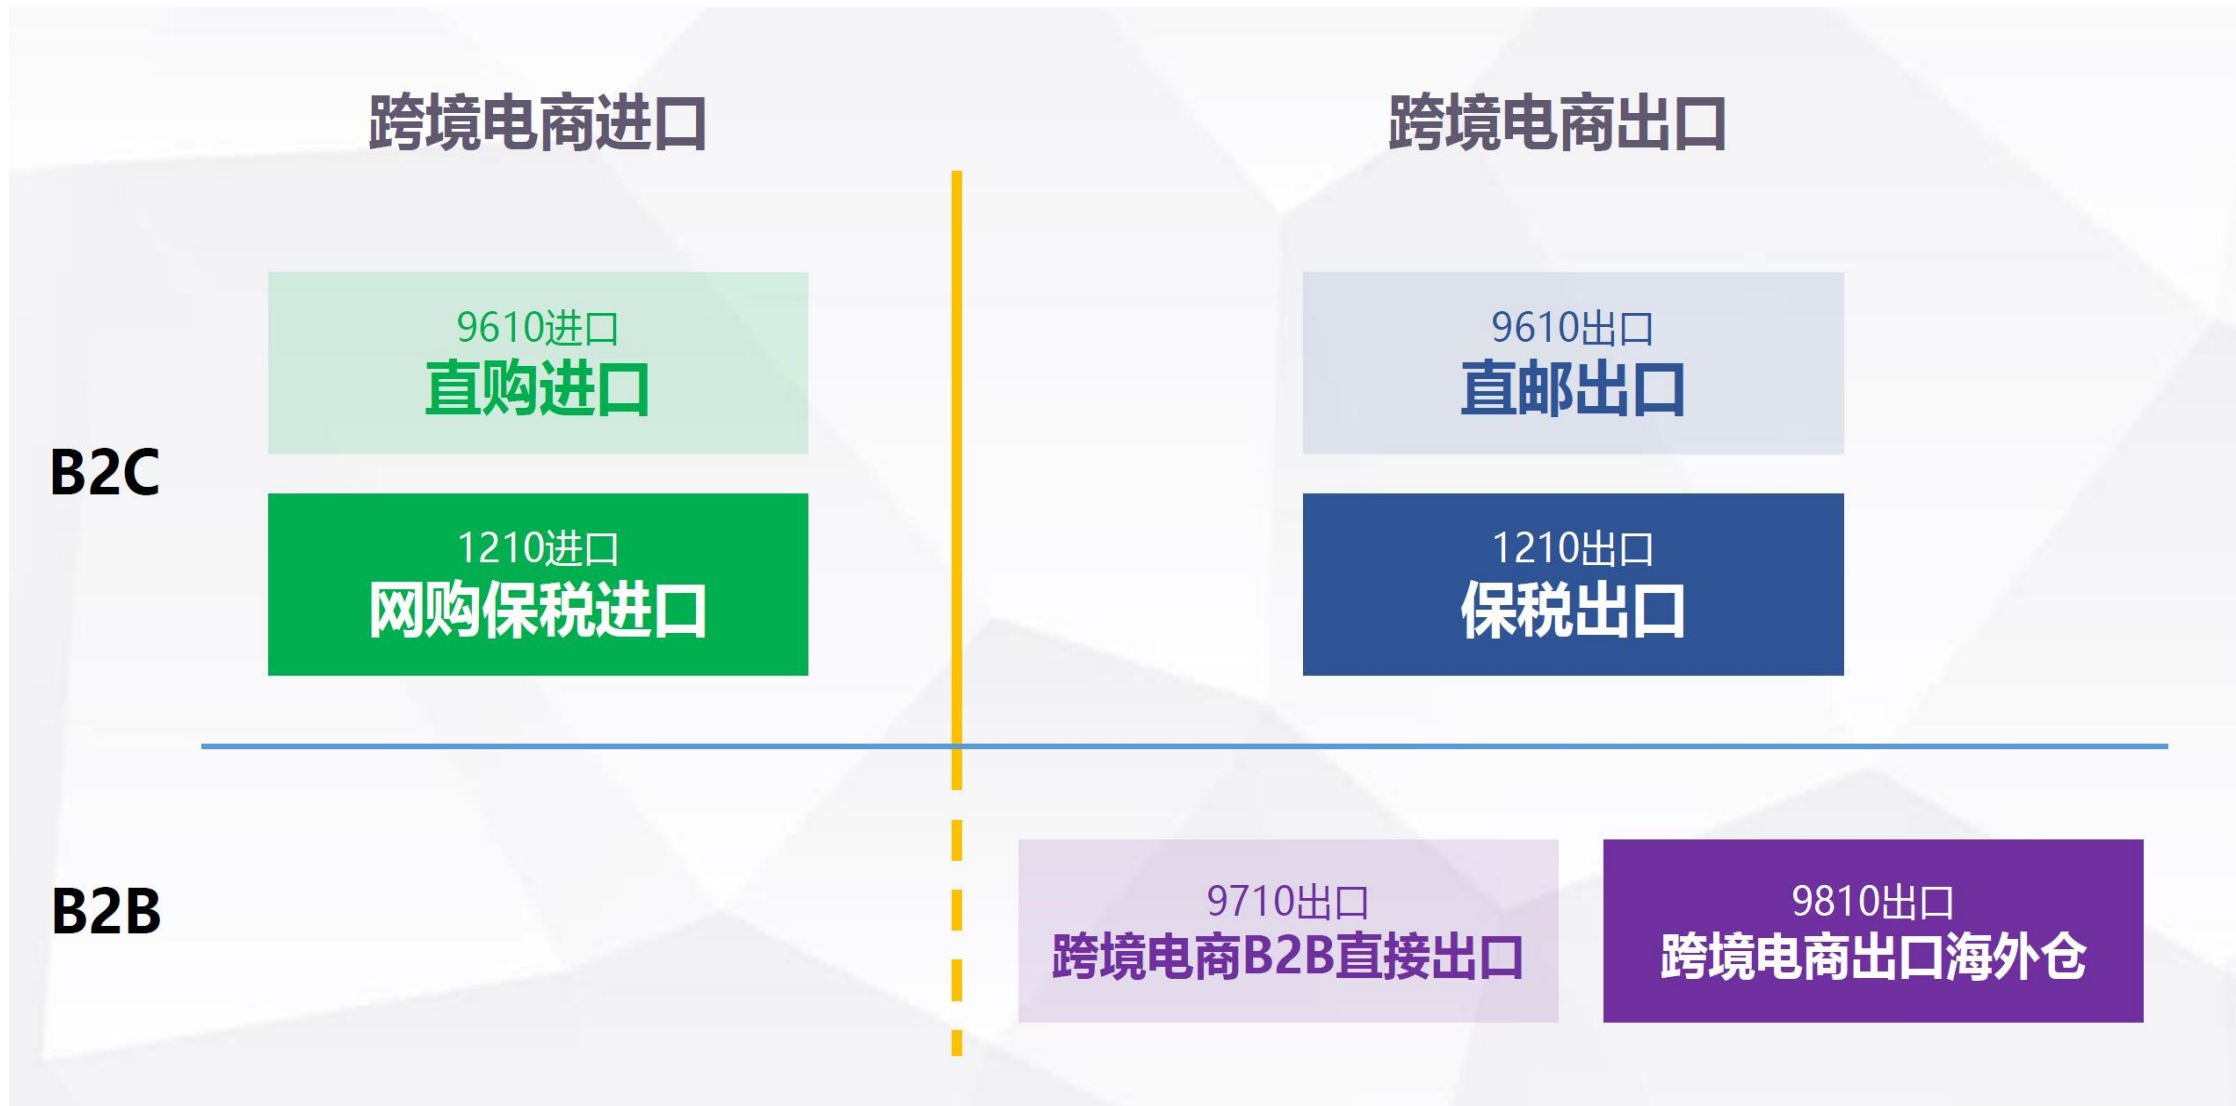 跨境电商进口
跨境电商出口
B2C
9610进口
直购进口
9610出口
直邮出口
1210进口
网购保税进口
1210出口
保税出口
B2B
9710出口
跨境电商B2B直接出口
9810出口
跨境电商出口海外仓